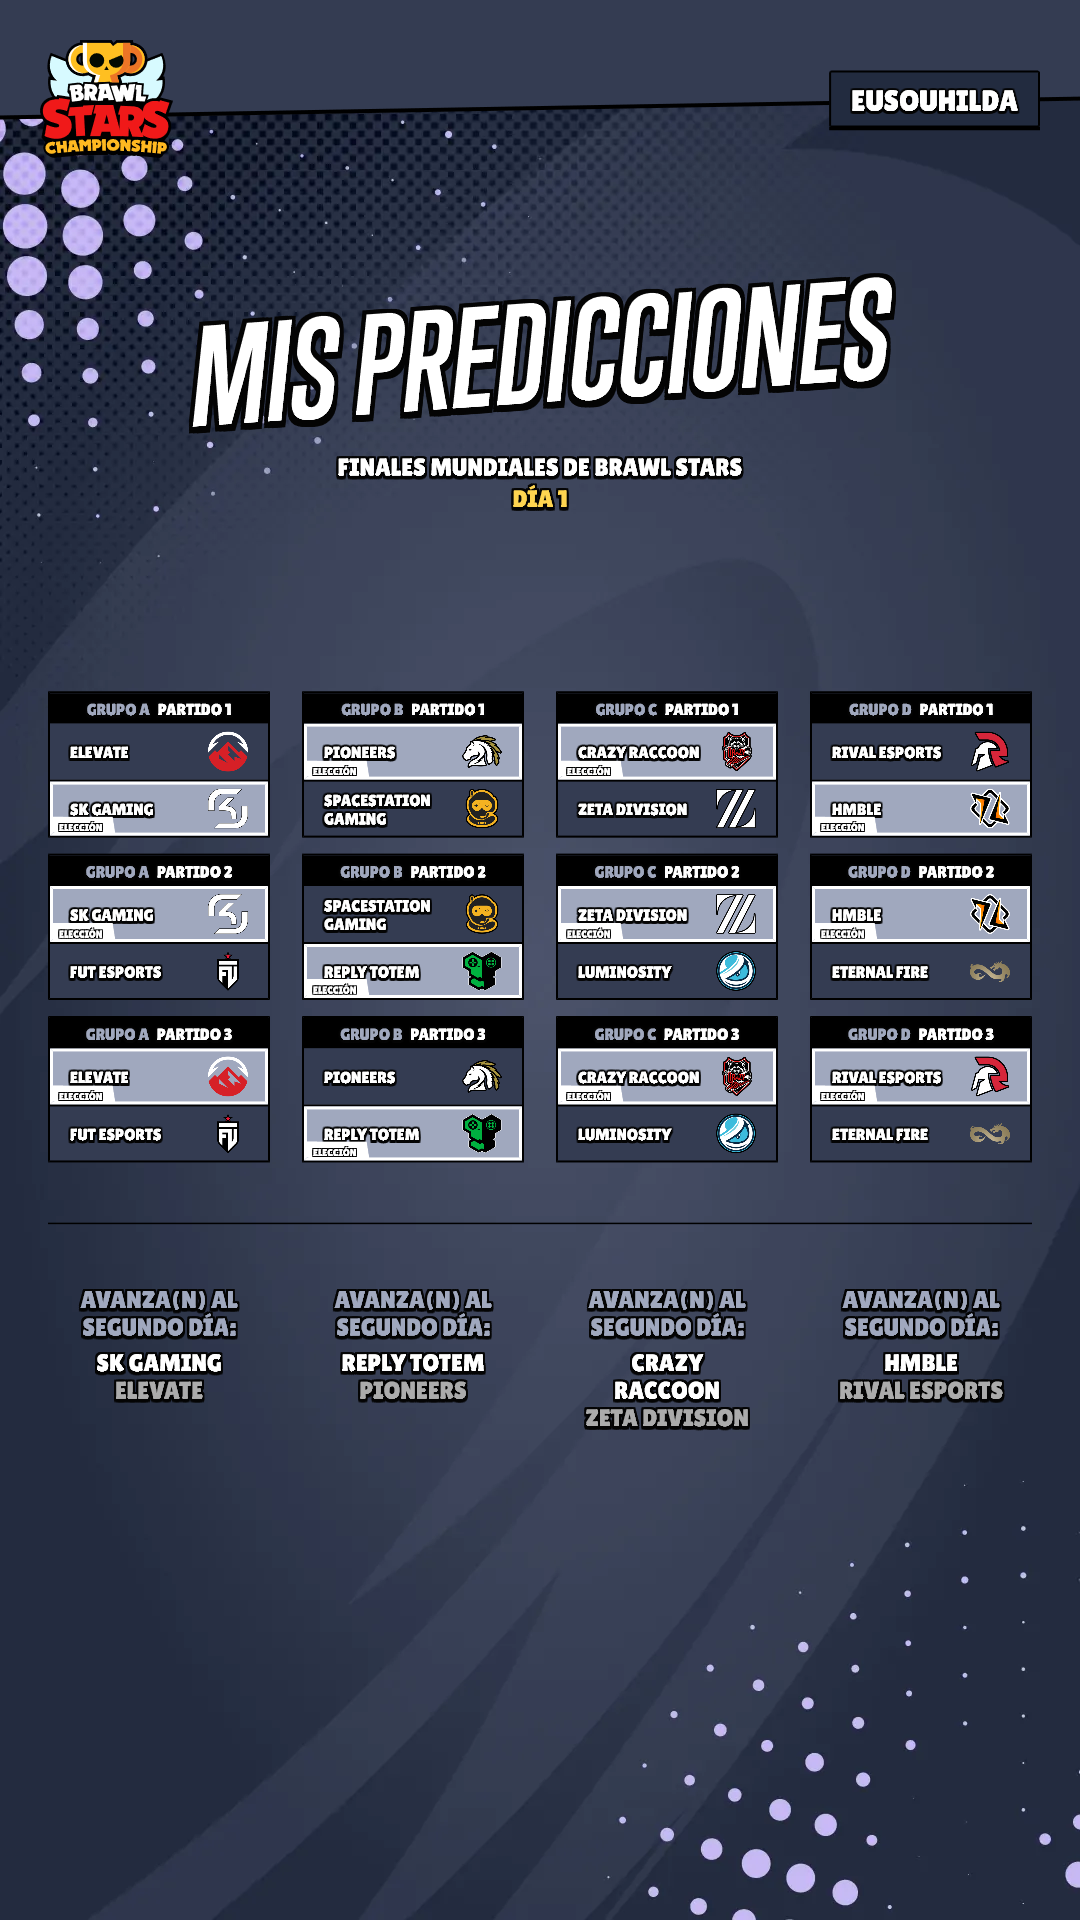 BRAWL
STARS
CHAMPIONSHIP
EUSOUHILDA
MIS PREDICCIONES
FINALES MUNDIALES DE BRAWL STARS
DÍA 1
GRUPO A PARTIDO 1
ELEVATE
SK GAMING
ELECCIÓN
GRUPO B PARTIDO 1
PIONEERS
ELECCIÓN
SPACESTATION
GAMING
GRUPO C PARTIDO 1
CRAZY RACCOON
ELECCIÓN
ZETA DIVISION
GRUPO D PARTIDO 1
RIVAL ESPORTS
HMBLE
ELECCIÓN
GRUPO A PARTIDO 2
SK GAMING
ELECCIÓN
FUT ESPORTS
GRUPO B PARTIDO 2
SPACESTATION
GAMING
REPLY TOTEM
ELECCIÓN
GRUPO C PARTIDO 2
ZETA DIVISION
ELECCIÓN
LUMINOSITY
GRUPO D PARTIDO 2
HMBLE
ELECCIÓN
ETERNAL FIRE
GRUPO A PARTIDO 3
ELEVATE
ELECCIÓN
FUT ESPORTS
GRUPO B PARTIDO 3
PIONEERS
REPLY TOTEM
ELECCIÓN
GRUPO C PARTIDO 3
CRAZY RACCOON
ELECCIÓN
LUMINOSITY
GRUPO D PARTIDO 3
RIVAL ESPORTS
ELECCIÓN
ETERNAL FIRE
AVANZA(N) AL
SEGUNDO DÍA:
SK GAMING
ELEVATE
AVANZA(N) AL
SEGUNDO DÍA:
REPLY TOTEM
PIONEERS
AVANZA(N) AL
SEGUNDO DÍA:
CRAZY
RACCOON
ZETA DIVISION
AVANZA(N) AL
SEGUNDO DÍA:
HMBLE
RIVAL ESPORTS